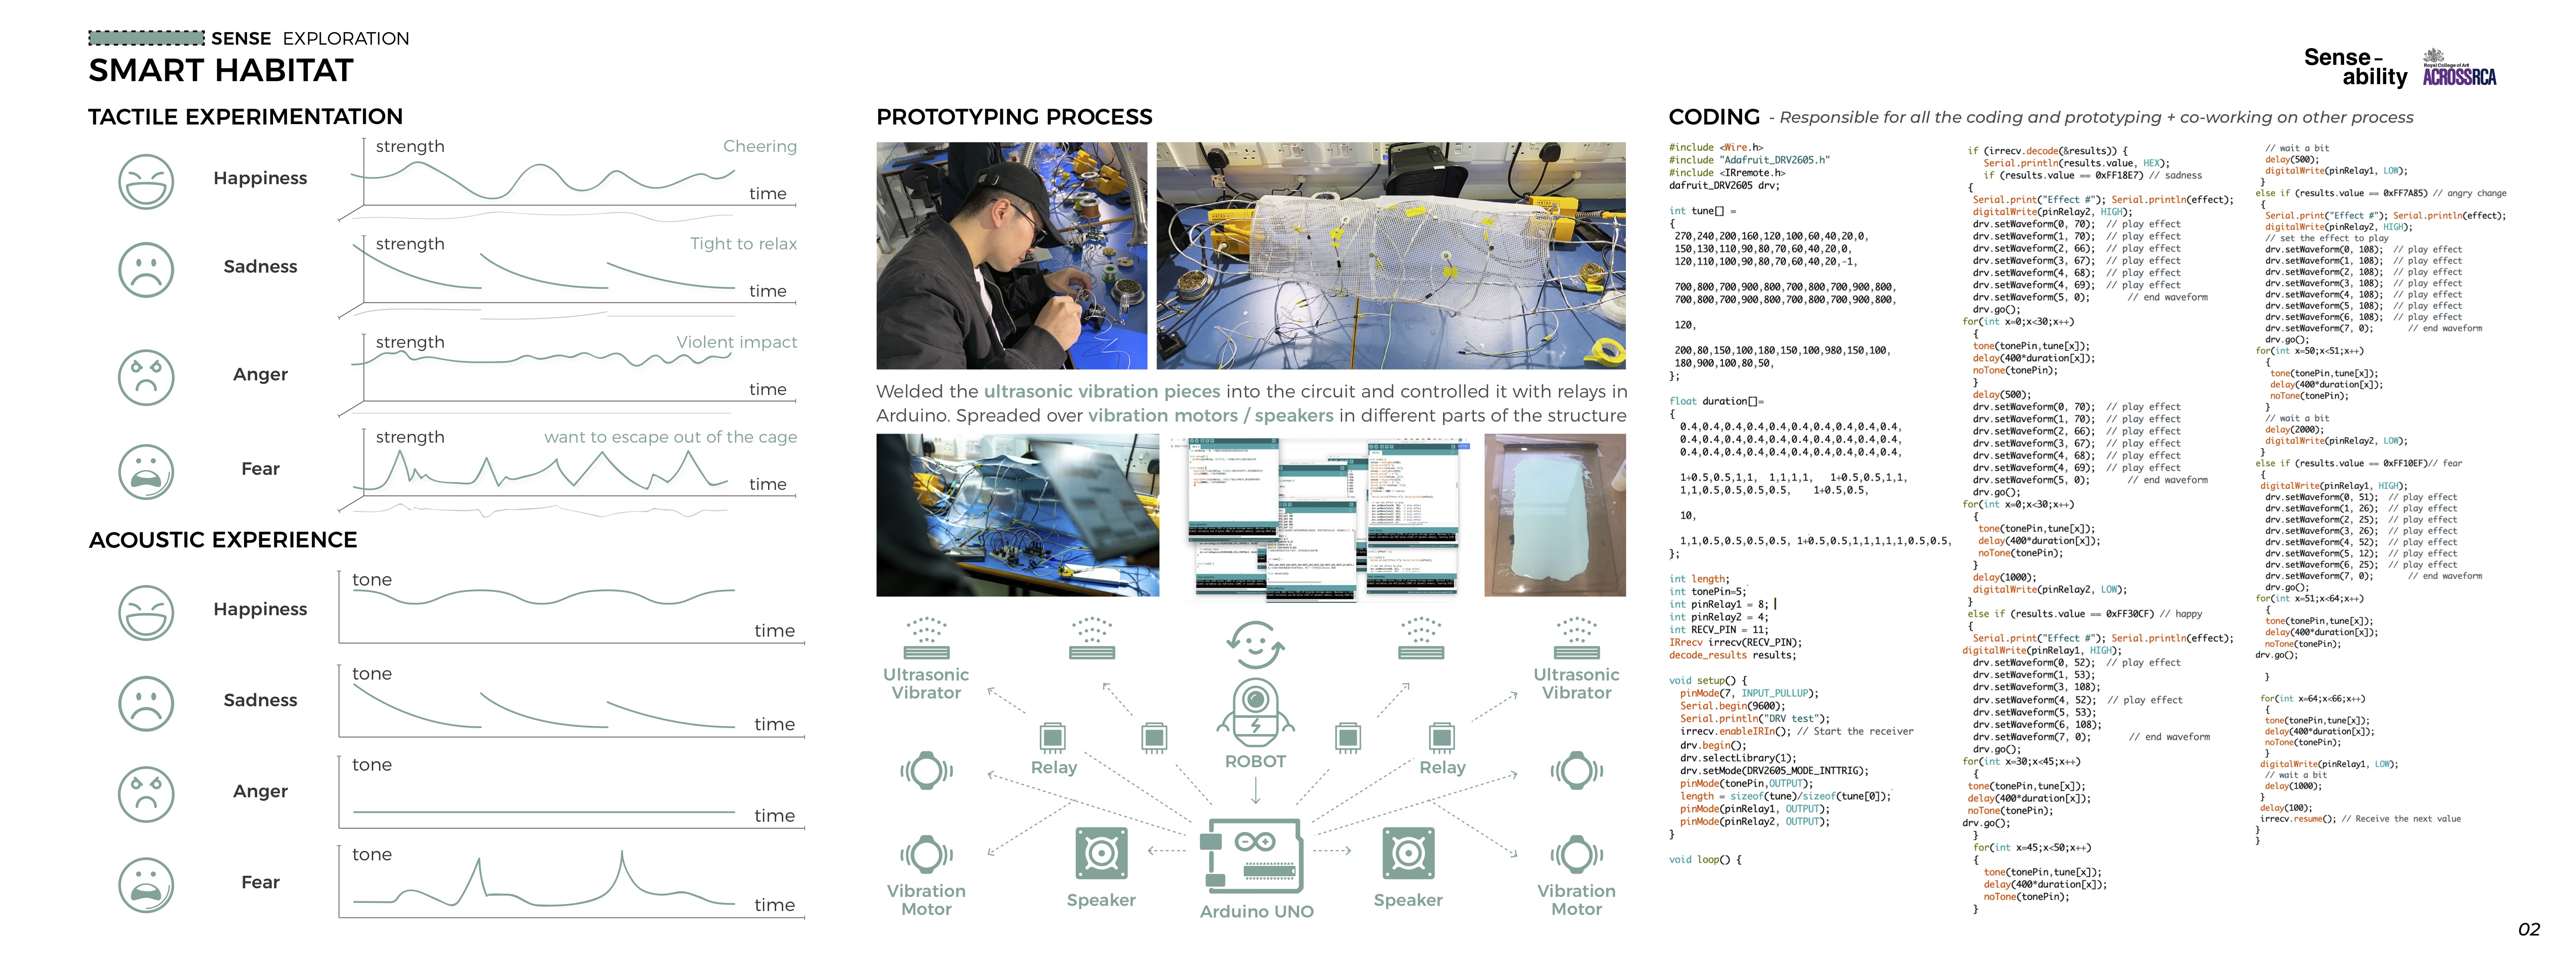 SENSE EXPLORATION
SMART HABITAT
Sense-
ability
Royal College of Art
ACROSSRCA
TACTILE EXPERIMENTATION
Happiness
strength
Cheering
time
Sadness
strength
Tight to relax
time
Anger
strength
Violent impact
time
Fear
strength
want to escape out of the cage
time
ACOUSTIC EXPERIENCE
Happiness
tone
time
Sadness
tone
time
Anger
tone
time
Fear
tone
time
PROTOTYPING PROCESS
Welded the ultrasonic vibration pieces into the circuit and controlled it with relays in
Arduino. Spreaded over vibration motors / speakers in different parts of the structure
Ultrasonic
Vibrator
Ultrasonic
Vibrator
Relay
ROBOT
Relay
Vibration
Motor
Speaker
Arduino UNO
Speaker
Vibration
Motor
CODING - Responsible for all the coding and prototyping + co-working on other process
#include <Wire.h>
#include "Adafruit_DRV2605.h"
#include <IRremote.h>
dafruit_DRV2605 drv;
int tune[] =
{
270,240,200,160,120,100,60,40,20,0,
150,130,110,90,80,70,60,40,20,0,
120,110,100,90,80,70,60,40,20,-1,
700,800,700,900,800,700,800,700,900,800,
700,800,700,900,800,700,800,700,900,800,
120,
200,80,150,100,180,150,100,980,150,100,
180,900,100,80,50,
};
float duration[]=
{
0.4,0.4,0.4,0.4,0.4,0.4,0.4,0.4,0.4,0.4,
0.4,0.4,0.4,0.4,0.4,0.4,0.4,0.4,0.4,0.4,
0.4,0.4,0.4,0.4,0.4,0.4,0.4,0.4,0.4,0.4,
1+0.5,0.5,1,1, 1,1,1,1, 1+0.5,0.5,1,1,
1,1,0.5,0.5,0.5,0.5, 1+0.5,0.5,
10,
1,1,0.5,0.5,0.5,0.5, 1+0.5,0.5,1,1,1,1,1,0.5,0.5,
};
int length;
int tonePin=5;
int pinRelay1 = 8;
int pinRelay2 = 4;
int RECV_PIN = 11;
IRrecv irrecv(RECV_PIN);
decode_results results;
void setup() {
pinMode(7, INPUT_PULLUP);
Serial.begin(9600);
Serial.println("DRV test");
irrecv.enableIRIn(); // Start the receiver
drv.begin();
drv.selectLibrary(1);
drv.setMode(DRV2605_MODE_INTTRIG);
pinMode(tonePin,OUTPUT);
length = sizeof(tune)/sizeof(tune[0]);
pinMode(pinRelay1, OUTPUT);
pinMode(pinRelay2, OUTPUT);
}
void loop() {
if (irrecv.decode(&results)) {
Serial.println(results.value, HEX);
if (results.value == 0xFF18E7) // sadness
{
Serial.print("Effect #"); Serial.println(effect);
digitalWrite(pinRelay2, HIGH);
drv.setWaveform(0, 70); // play effect
drv.setWaveform(1, 70); // play effect
drv.setWaveform(2, 66); // play effect
drv.setWaveform(3, 67); // play effect
drv.setWaveform(4, 68); // play effect
drv.setWaveform(4, 69); // play effect
drv.setWaveform(5, 0); // end waveform
drv.go();
for(int x=0;x<30;x++)
{
tone(tonePin,tune[x]);
delay(400*duration[x]);
noTone(tonePin);
}
delay(500);
drv.setWaveform(0, 70); // play effect
drv.setWaveform(1, 70); // play effect
drv.setWaveform(2, 66); // play effect
drv.setWaveform(3, 67); // play effect
drv.setWaveform(4, 68); // play effect
drv.setWaveform(4, 69); // play effect
drv.setWaveform(5, 0); // end waveform
drv.go();
for(int x=0;x<30;x++)
{
tone(tonePin,tune[x]);
delay(400*duration[x]);
noTone(tonePin);
}
delay(1000);
digitalWrite(pinRelay2, LOW);
}
else if (results.value == 0xFF30CF) // happy
{
Serial.print("Effect #"); Serial.println(effect);
digitalWrite(pinRelay1, HIGH);
drv.setWaveform(0, 52); // play effect
drv.setWaveform(1, 53);
drv.setWaveform(3, 108);
drv.setWaveform(4, 52); // play effect
drv.setWaveform(5, 53);
drv.setWaveform(6, 108);
drv.setWaveform(7, 0); // end waveform
drv.go();
for(int x=30;x<45;x++)
{
tone(tonePin,tune[x]);
delay(400*duration[x]);
noTone(tonePin);
drv.go();
}
for(int x=45;x<50;x++)
{
tone(tonePin,tune[x]);
delay(400*duration[x]);
noTone(tonePin);
}
// wait a bit
delay(500);
digitalWrite(pinRelay1, LOW);
}
else if (results.value == 0xFF7A85) // angry change
{
Serial.print("Effect #"); Serial.println(effect);
digitalWrite(pinRelay2, HIGH);
// set the effect to play
drv.setWaveform(0, 108); // play effect
drv.setWaveform(1, 108); // play effect
drv.setWaveform(2, 108); // play effect
drv.setWaveform(3, 108); // play effect
drv.setWaveform(4, 108); // play effect
drv.setWaveform(5, 108); // play effect
drv.setWaveform(6, 108); // play effect
drv.setWaveform(7, 0); // end waveform
drv.go();
for(int x=50;x<51;x++)
{
tone(tonePin,tune[x]);
delay(400*duration[x]);
noTone(tonePin);
}
// wait a bit
delay(2000);
digitalWrite(pinRelay2, LOW);
}
else if (results.value == 0xFF10EF)// fear
{
digitalWrite(pinRelay1, HIGH);
drv.setWaveform(0, 51); // play effect
drv.setWaveform(1, 26); // play effect
drv.setWaveform(2, 25); // play effect
drv.setWaveform(3, 26); // play effect
drv.setWaveform(4, 52); // play effect
drv.setWaveform(5, 12); // play effect
drv.setWaveform(6, 25); // play effect
drv.setWaveform(7, 0); // end waveform
drv.go();
for(int x=51;x<64;x++)
{
tone(tonePin,tune[x]);
delay(400*duration[x]);
noTone(tonePin);
drv.go();
}
for(int x=64;x<66;x++)
{
tone(tonePin,tune[x]);
delay(400*duration[x]);
noTone(tonePin);
}
digitalWrite(pinRelay1, LOW);
// wait a bit
delay(1000);
}
delay(100);
irrecv.resume(); // Receive the next value
}
}
02